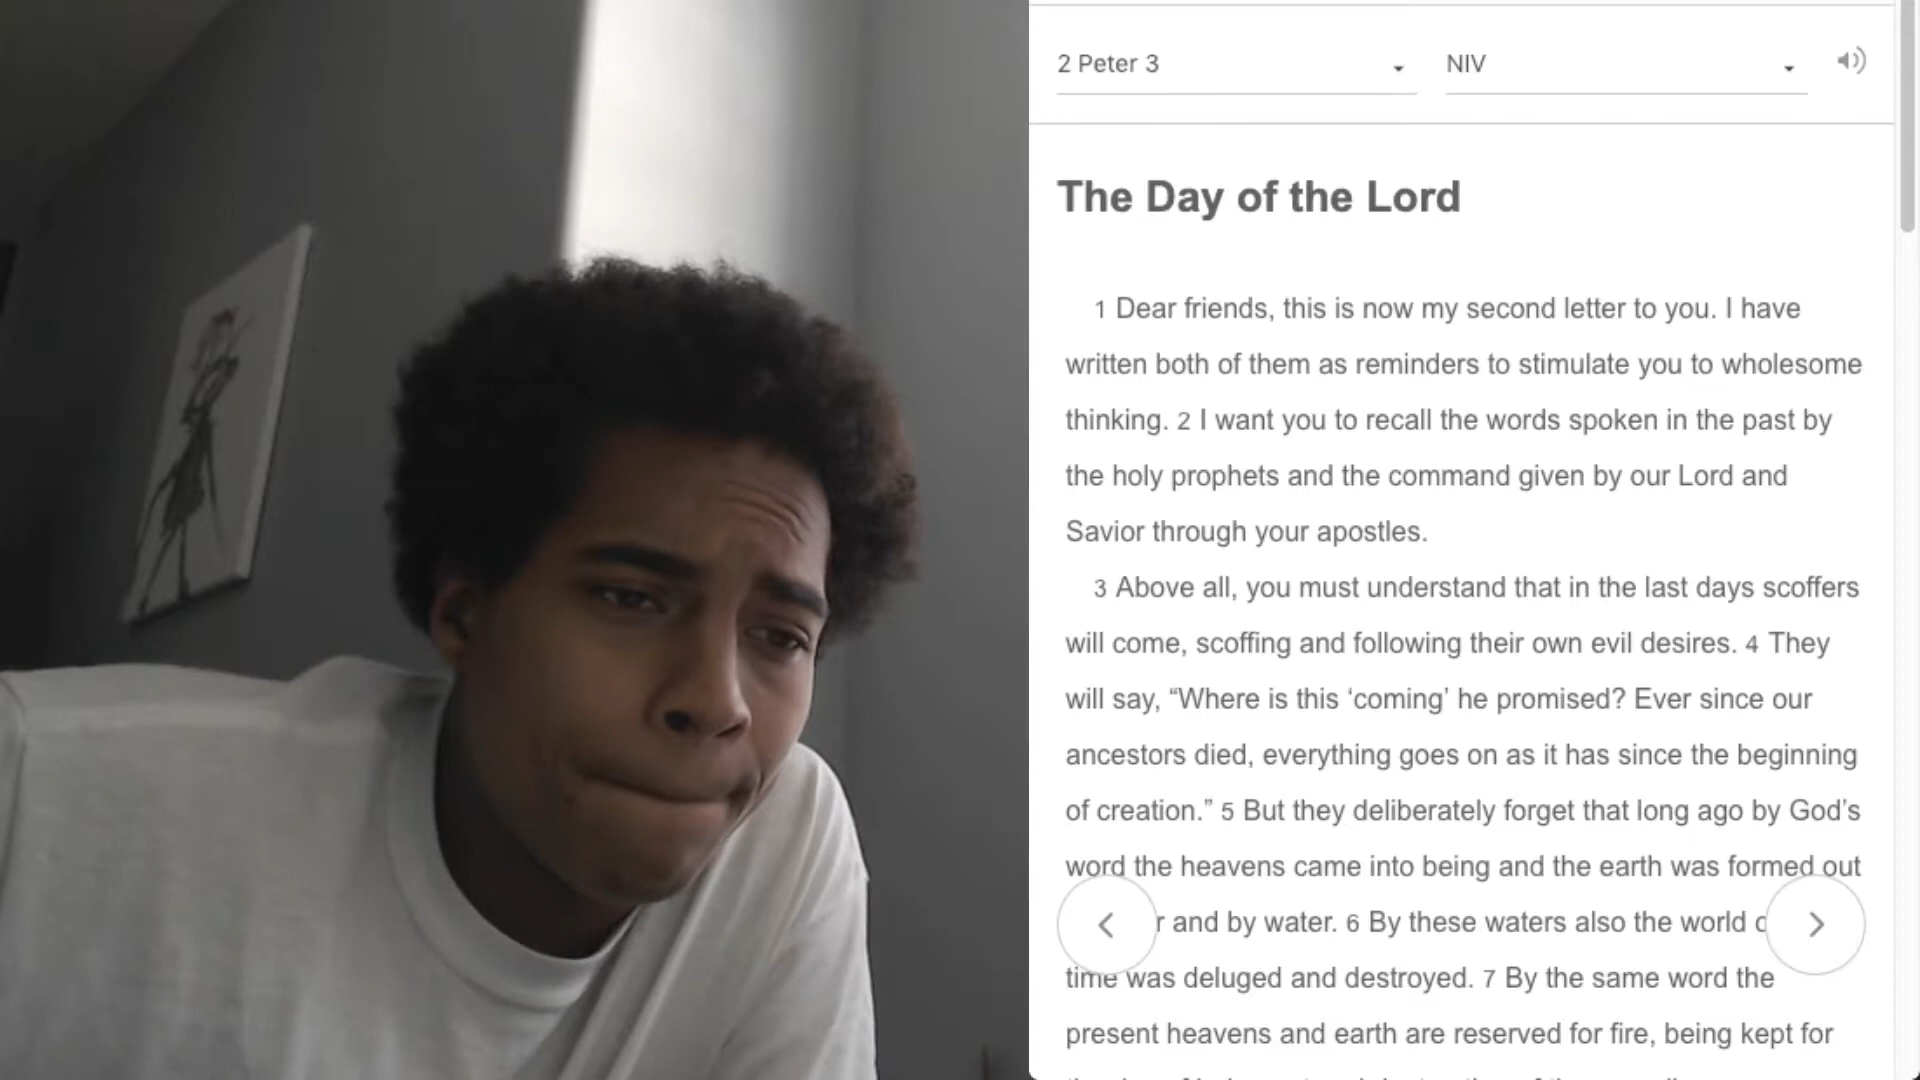 2 Peter 3
NIV
The Day of the Lord
1 Dear friends, this is now my second letter to you. I have
written both of them as reminders to stimulate you to wholesome
thinking. 2 I want you to recall the words spoken in the past by
the holy prophets and the command given by our Lord and
Savior through your apostles.
3 Above all, you must understand that in the last days scoffers
will come, scoffing and following their own evil desires. 4 They
will say, “Where is this ‘coming’ he promised? Ever since our
ancestors died, everything goes on as it has since the beginning
of creation.” 5 But they deliberately forget that long ago by God’s
word the heavens came into being and the earth was formed out
and by water. 6 By these waters also the world
time was deluged and destroyed. 7 By the same word the
present heavens and earth are reserved for fire, being kept for